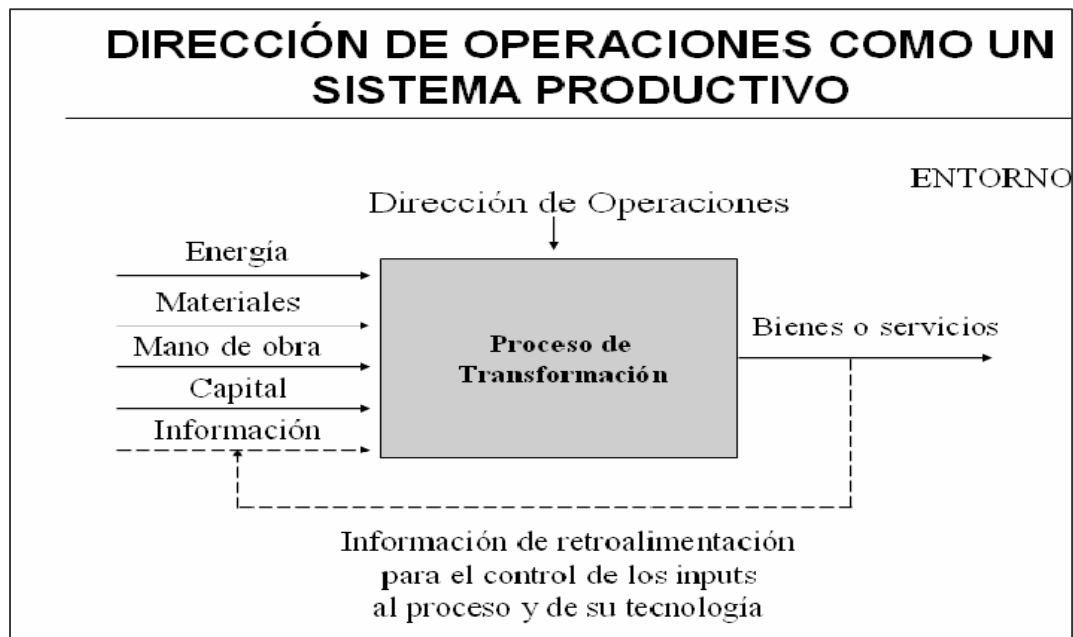 DIRECCIÓN DE OPERACIONES COMO UN
SISTEMA PRODUCTIVO
ENTORNO
Dirección de Operaciones
Energía
Materiales
Mano de obra
Capital
Información
Proceso de
Transformación
Bienes o servicios
Información de retroalimentación
para el control de los inputs
al proceso y de su tecnología